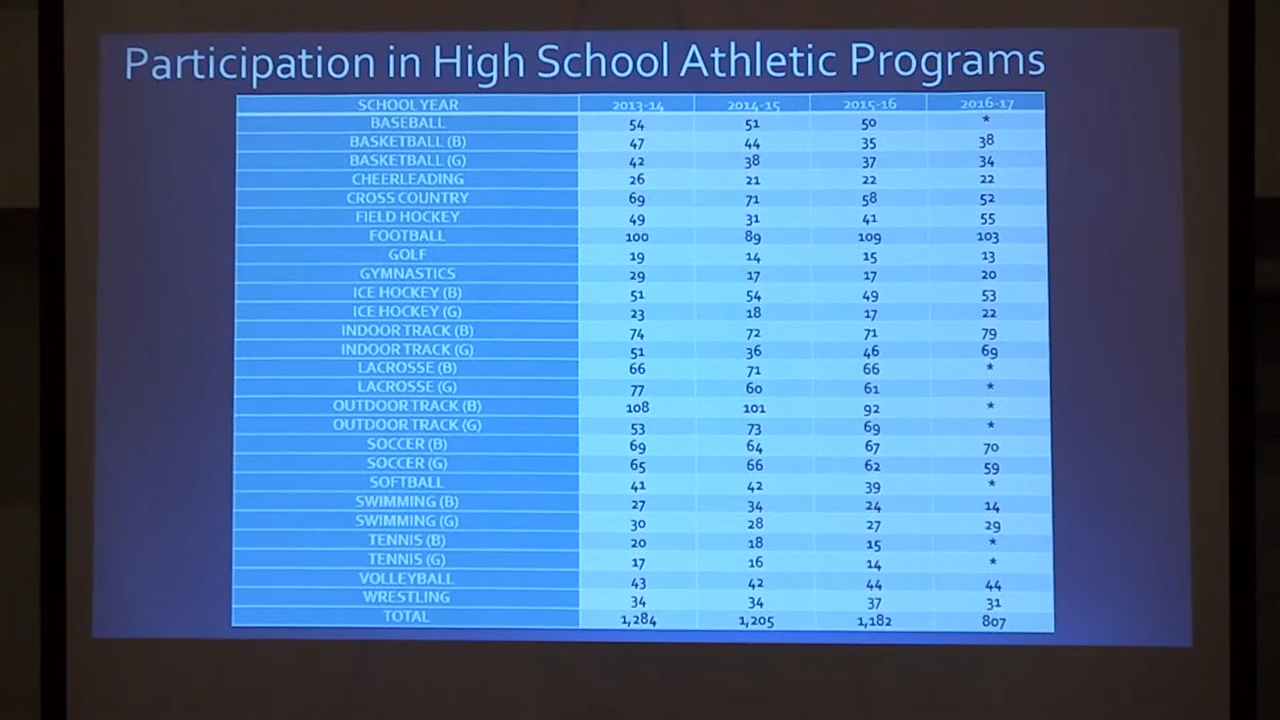 Participation in High School Athletic Programs
SCHOOL YEAR 2013-14 2014-15 2015-16 2016-17
BASEBALL 54 51 50 *
BASKETBALL (B) 47 44 35 38
BASKETBALL (G) 42 38 37 34
CHEERLEADING 26 21 22 22
CROSS COUNTRY 69 71 58 52
FIELD HOCKEY 49 31 41 55
FOOTBALL 100 89 109 103
GOLF 19 14 15 13
GYMNASTICS 29 17 17 20
ICE HOCKEY (B) 51 54 49 53
ICE HOCKEY (G) 23 18 17 22
INDOOR TRACK (B) 74 72 71 79
INDOOR TRACK (G) 51 36 46 69
LACROSSE (B) 66 71 66 *
LACROSSE (G) 77 60 61 *
OUTDOOR TRACK (B) 108 101 92 *
OUTDOOR TRACK (G) 53 73 69 *
SOCCER (B) 69 64 67 70
SOCCER (G) 65 66 62 59
SOFTBALL 41 42 39 *
SWIMMING (B) 27 34 24 14
SWIMMING (G) 30 28 27 29
TENNIS (B) 20 18 15 *
TENNIS (G) 17 16 14 *
VOLLEYBALL 43 42 44 44
WRESTLING 34 34 37 31
TOTAL 1,284 1,205 1,182 807